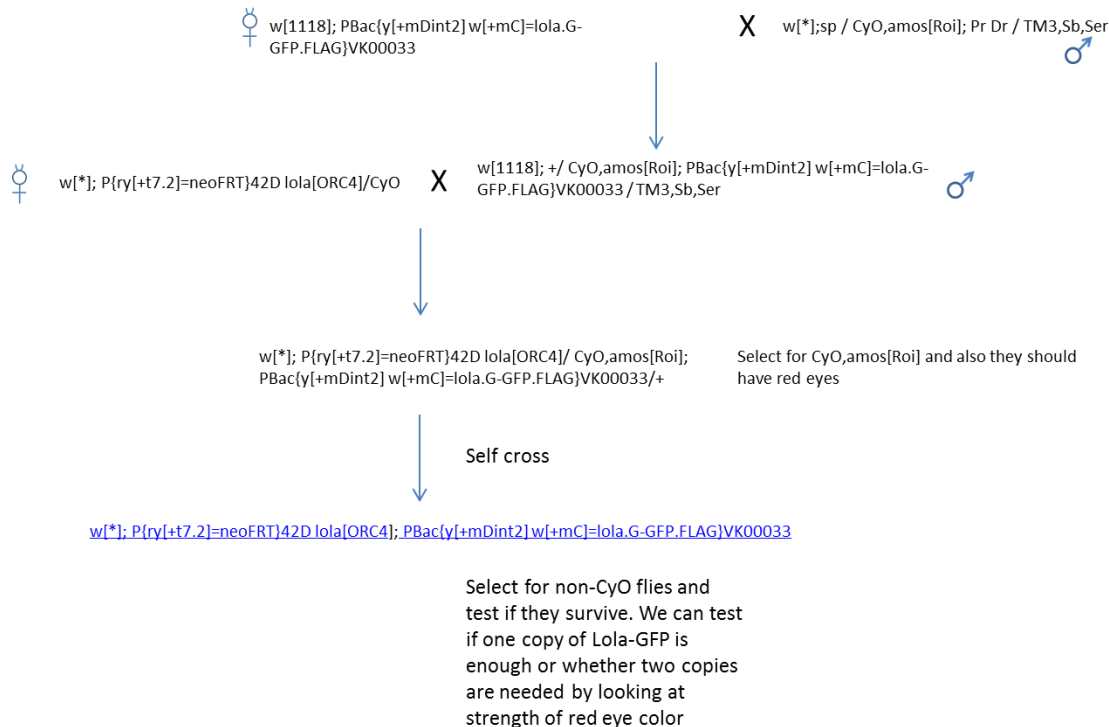 w[1118]; PBac{y[+mDint2] w[+mC]=lola.G-
GFP.FLAG}VK00033
X
w[*];sp / CyO,amos[Roi]; Pr Dr / TM3,Sb,Ser
w[*]; P{ry[+t7.2]=neoFRT}42D lola[ORC4]/CyO
X
w[1118]; +/ CyO,amos[Roi]; PBac{y[+mDint2] w[+mC]=lola.G-
GFP.FLAG}VK00033 / TM3,Sb,Ser
w[*]; P{ry[+t7.2]=neoFRT}42D lola[ORC4]/ CyO,amos[Roi];
PBac{y[+mDint2] w[+mC]=lola.G-GFP.FLAG}VK00033/+
Select for CyO,amos[Roi] and also they should
have red eyes
Self cross
w[*]; P{ry[+t7.2]=neoFRT}42D lola[ORC4]; PBac{y[+mDint2] w[+mC]=lola.G-GFP.FLAG}VK00033
Select for non-CyO flies and
test if they survive. We can test
if one copy of Lola-GFP is
enough or whether two copies
are needed by looking at
strength of red eye color